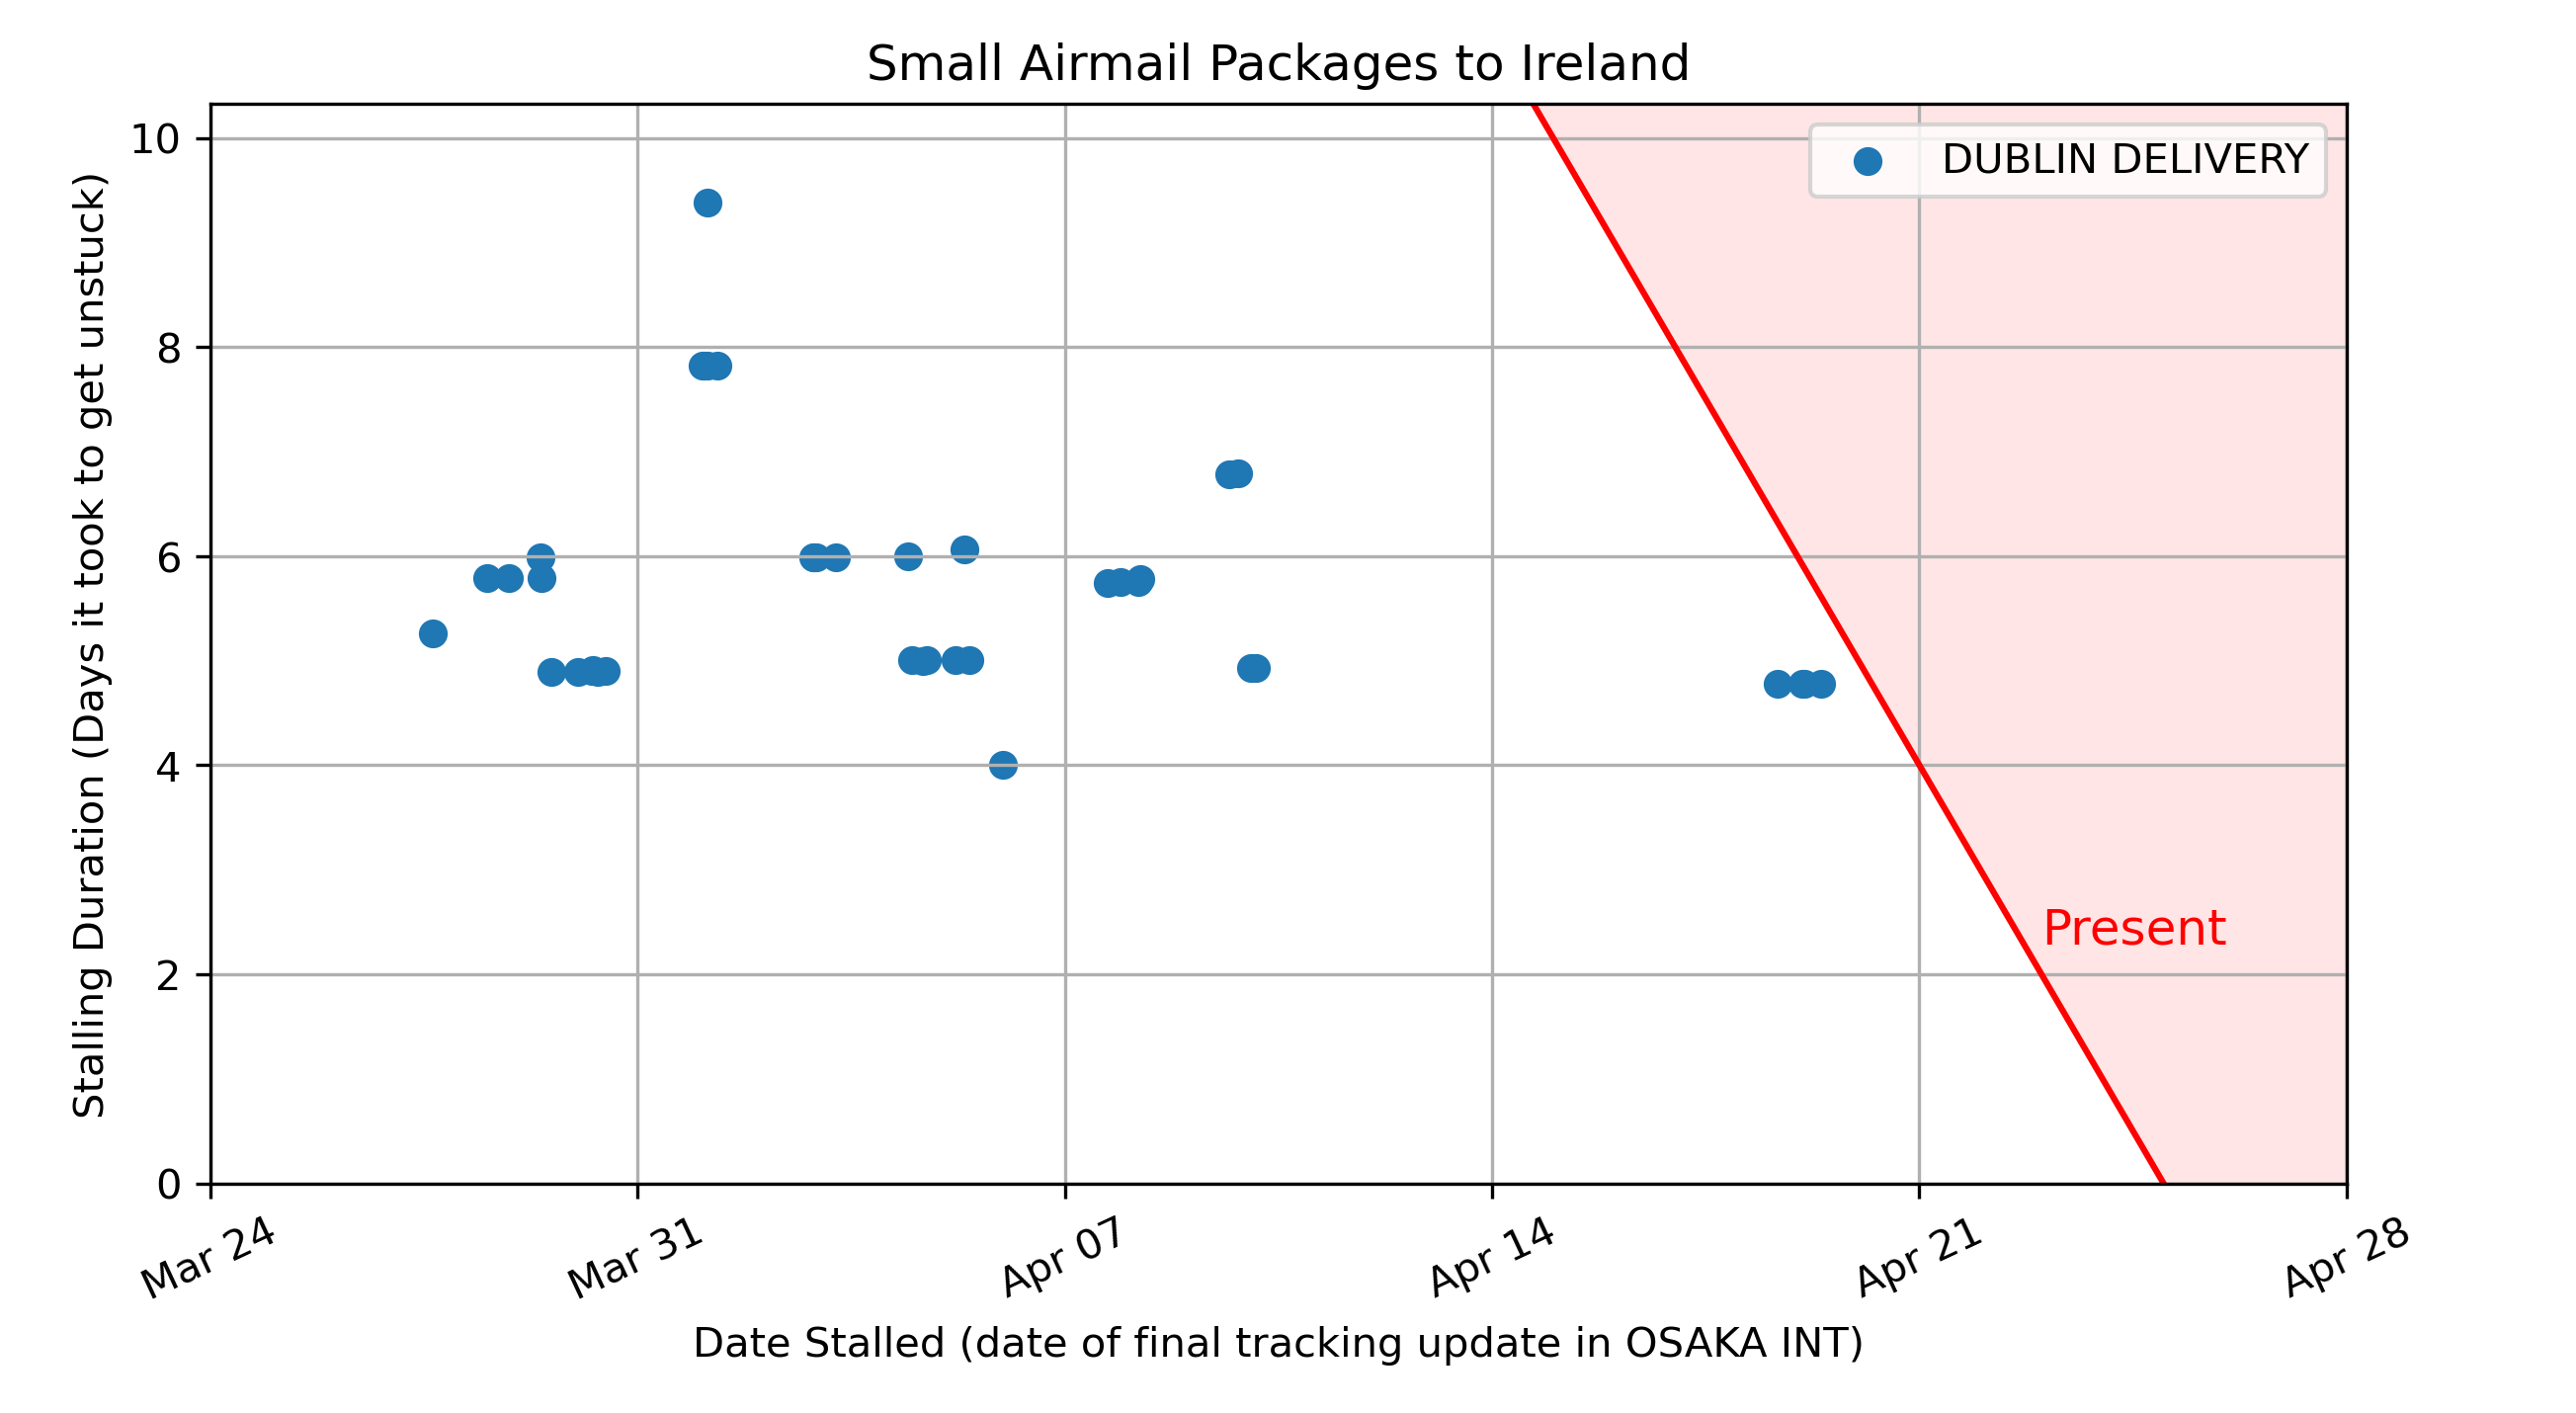 Small Airmail Packages to Ireland
DUBLIN DELIVERY
Stalling Duration (Days it took to get unstuck)
10
8
6
4
2
0
Present
Mar 24
Mar 31
Apr 07
Apr 14
Apr 21
Apr 28
Date Stalled (date of final tracking update in OSAKA INT)